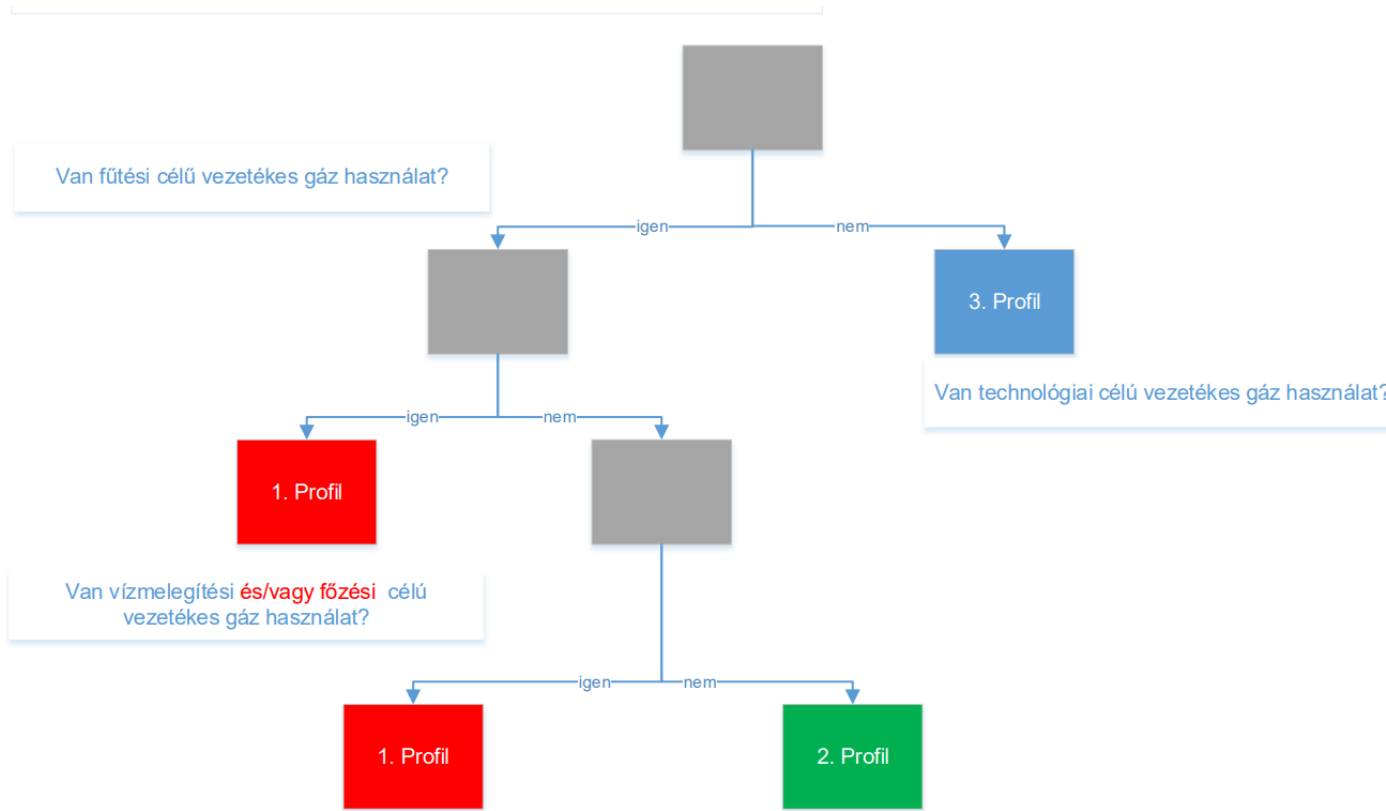 Van fűtési célú vezetékes gáz használat?
igen
nem
3. Profil
Van technológiai célú vezetékes gáz használat?
igen
nem
1. Profil
Van vízmelegítési és/vagy főzési célú
vezetékes gáz használat?
igen
nem
1. Profil
2. Profil